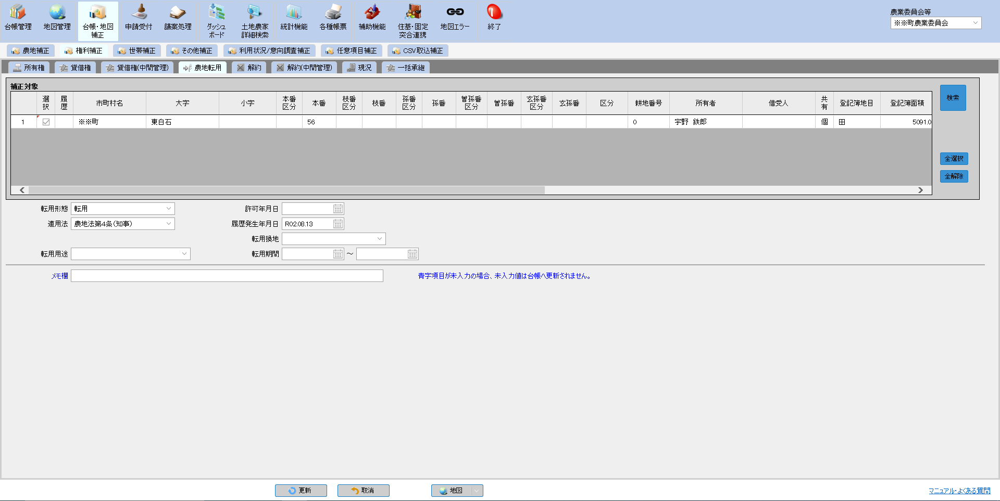 台帳管理
地図管理
台帳・地図
補正
申請受付
議案処理
ダッシュ
ボード
土地農家
詳細検索
統計機能
各種帳票
補助機能
住基・固定
突合連携
地図エラー
終了
農業委員会等
※※町農業委員会
農地補正
権利補正
世帯補正
その他補正
利用状況/意向調査補正
任意項目補正
CSV取込補正
所有権
貸借権
貸借権(中間管理)
農地転用
解約
解約(中間管理)
現況
一括承継
補正対象
選択 履歴 市町村名 大字 小字 本番区分 本番 枝番区分 枝番 孫番区分 孫番 曽孫番区分 曽孫番 玄孫番区分 玄孫番 区分 耕地番号 所有者 借受人 共有 登記簿地目 登記簿面積
1 ※※町 東白石 56 0 宇野 鉄郎 個 田 5091.0
検索
全選択
全解除
転用形態 転用
許可年月日
適用法 農地法第4条(知事)
履歴発生年月日 R02.08.13
転用換地
転用用途
転用期間 ～
メモ欄
青字項目が未入力の場合、未入力値は台帳へ更新されません。
更新
取消
地図
マニュアル・よくある質問